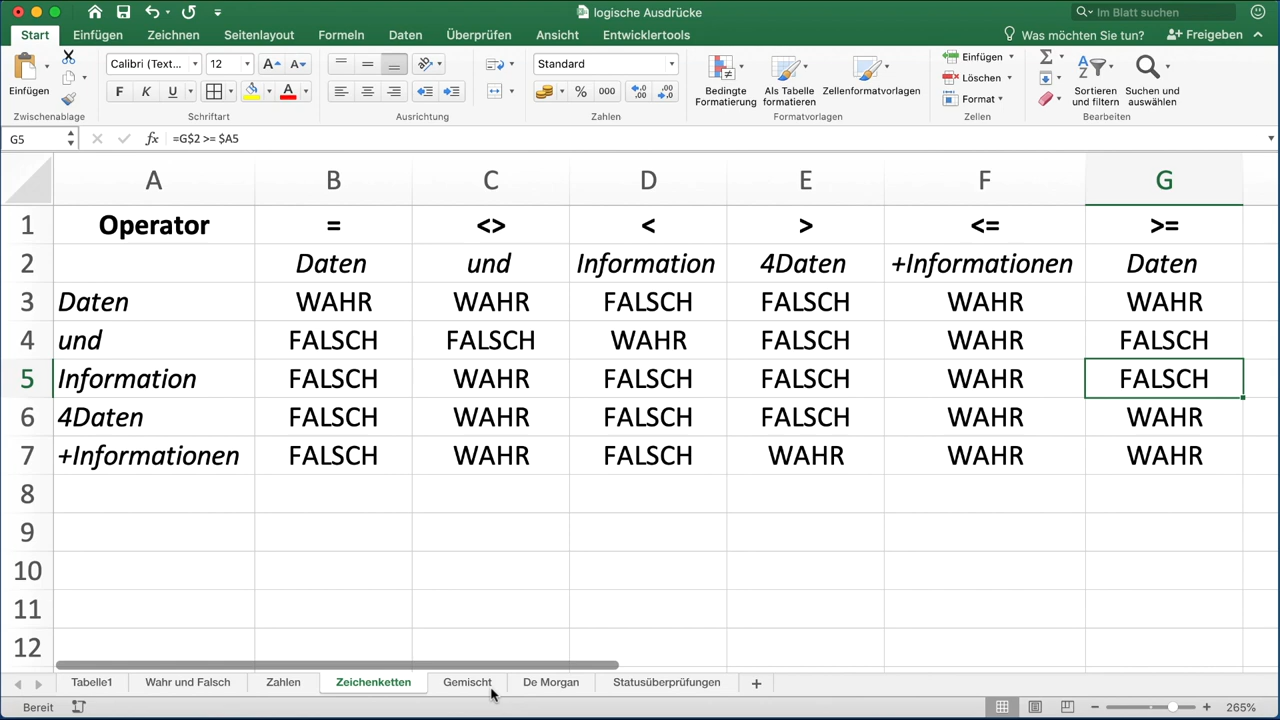 logische Ausdrücke
Im Blatt suchen
Start Einfügen Zeichnen Seitenlayout Formeln Daten Überprüfen Ansicht Entwicklertools Was möchten Sie tun? Freigeben
Calibri (Text... 12 Standard
Einfügen
Löschen
Format
F K U
% 000
Einfügen Bedingte Formatierung Als Tabelle formatieren Zellenformatvorlagen Sortieren und filtern Suchen und auswählen
Zwischenablage Schriftart Ausrichtung Zahlen Formatvorlagen Zellen Bearbeiten
G5 fx =G$2 >= $A5
A B C D E F G
1 Operator = <> < > <= >=
2 Daten und Information 4Daten +Informationen Daten
3 Daten WAHR WAHR FALSCH FALSCH WAHR WAHR
4 und FALSCH FALSCH WAHR FALSCH WAHR FALSCH
5 Information FALSCH WAHR FALSCH FALSCH WAHR FALSCH
6 4Daten FALSCH WAHR FALSCH FALSCH WAHR WAHR
7 +Informationen FALSCH WAHR FALSCH WAHR WAHR WAHR
8
9
10
11
12
Tabelle1 Wahr und Falsch Zahlen Zeichenketten Gemischt De Morgan Statusüberprüfungen +
Bereit 265%